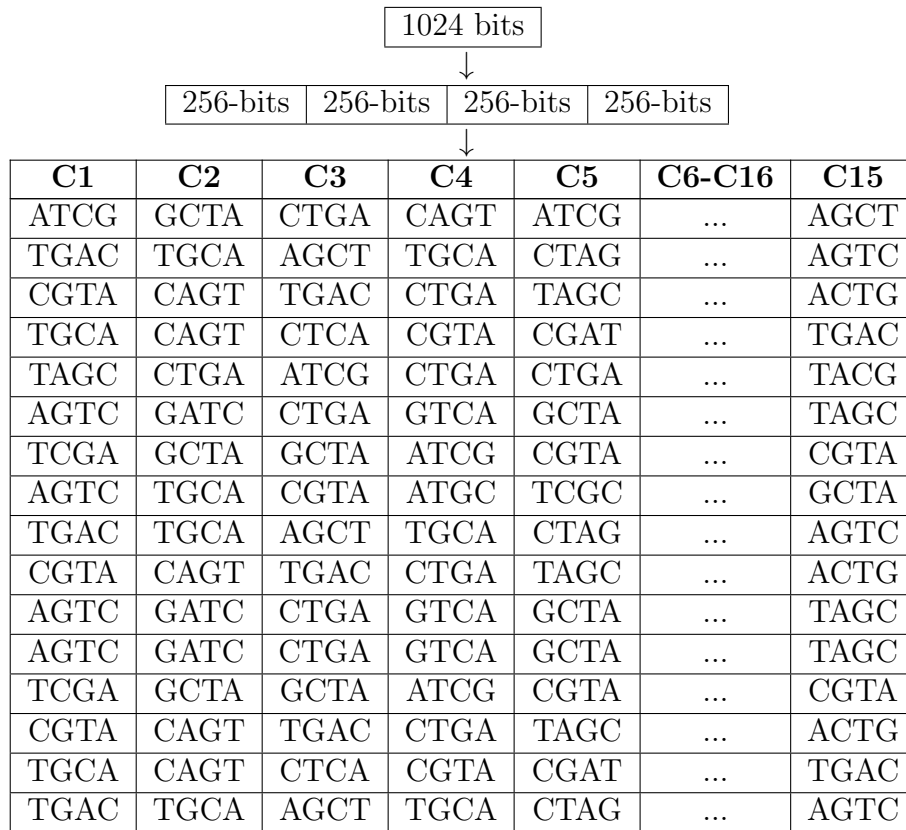 1024 bits
↓
256-bits 256-bits 256-bits 256-bits
↓
C1 C2 C3 C4 C5 C6-C16 C15
ATCG GCTA CTGA CAGT ATCG ... AGCT
TGAC TGCA AGCT TGCA CTAG ... AGTC
CGTA CAGT TGAC CTGA TAGC ... ACTG
TGCA CAGT CTCA CGTA CGAT ... TGAC
TAGC CTGA ATCG CTGA CTGA ... TACG
AGTC GATC CTGA GTCA GCTA ... TAGC
TCGA GCTA GCTA ATCG CGTA ... CGTA
AGTC TGCA CGTA ATGC TCGC ... GCTA
TGAC TGCA AGCT TGCA CTAG ... AGTC
CGTA CAGT TGAC CTGA TAGC ... ACTG
AGTC GATC CTGA GTCA GCTA ... TAGC
AGTC GATC CTGA GTCA GCTA ... TAGC
TCGA GCTA GCTA ATCG CGTA ... CGTA
CGTA CAGT TGAC CTGA TAGC ... ACTG
TGCA CAGT CTCA CGTA CGAT ... TGAC
TGAC TGCA AGCT TGCA CTAG ... AGTC